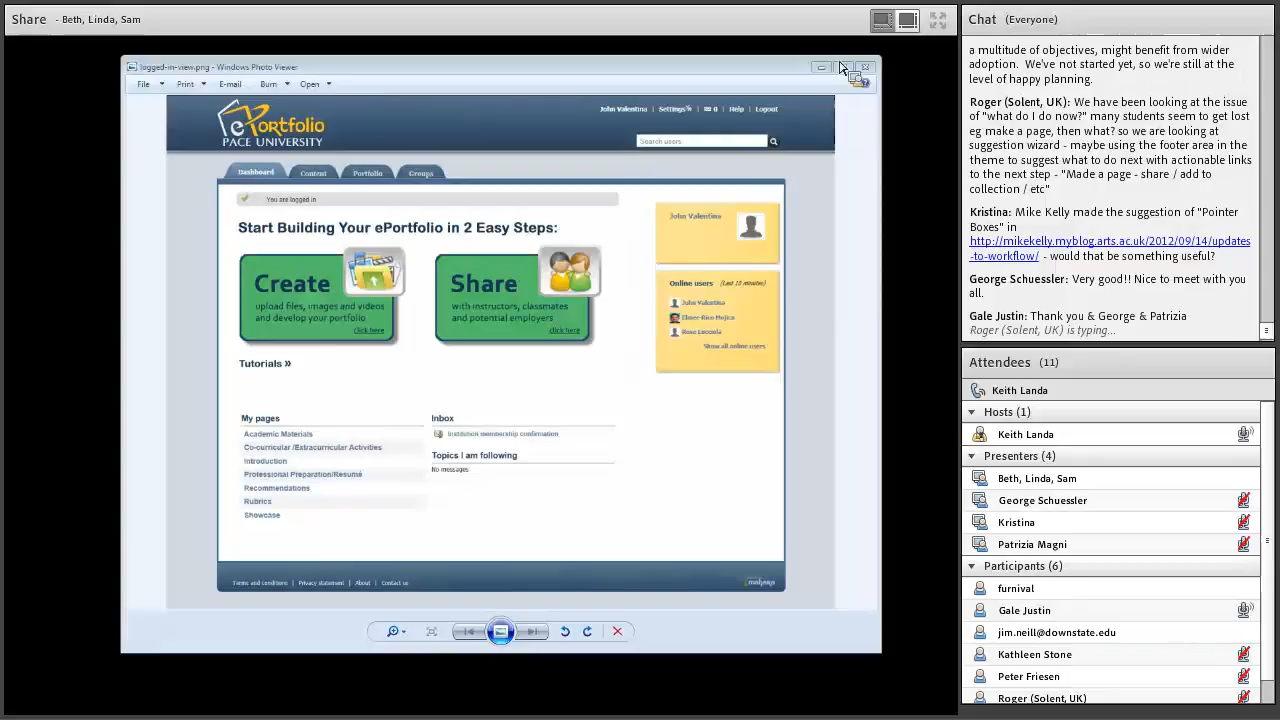 Share - Beth, Linda, Sam
logged-in-view.png - Windows Photo Viewer
File Print E-mail Burn Open
ePortfolio
PACE UNIVERSITY
John Valentina | Settings | 0 | Help | Logout
Search users
Dashboard Content Portfolio Groups
You are logged in
Start Building Your ePortfolio in 2 Easy Steps:
Create
upload files, images and videos
and develop your portfolio
click here
Share
with instructors, classmates
and potential employers
click here
Tutorials »
John Valentina
Online users (Last 10 minutes)
John Valentina
Elmer-Rico Mojica
Show all online users
My pages
Academic Materials
Co-curricular /Extracurricular Activities
Introduction
Professional Preparation/Resumé
Recommendations
Rubrics
Showcase
Inbox
Institution membership confirmation
Topics I am following
No messages
Terms and conditions | Privacy statement | About | Contact us
Chat (Everyone)
a multitude of objectives, might benefit from wider
adoption. We've not started yet, so we're still at the
level of happy planning.
Roger (Solent, UK): We have been looking at the issue
of "what do I do now?" many students seem to get lost
eg make a page, then what? so we are looking at
suggestion wizard - maybe using the footer area in the
theme to suggest what to do next with actionable links
to the next step - "Made a page - share / add to
collection / etc"
Kristina: Mike Kelly made the suggestion of "Pointer
Boxes" in
http://mikekelly.myblog.arts.ac.uk/2012/09/14/updates
-to-workflow/ - would that be something useful?
George Schuessler: Very good!! Nice to meet with you
all.
Gale Justin: Thank you & George & Patrizia
Roger (Solent, UK) is typing...
Attendees (11)
Keith Landa
Hosts (1)
Keith Landa
Presenters (4)
Beth, Linda, Sam
George Schuessler
Kristina
Patrizia Magni
Participants (6)
furnival
Gale Justin
jim.neill@downstate.edu
Kathleen Stone
Peter Friesen
Roger (Solent, UK)